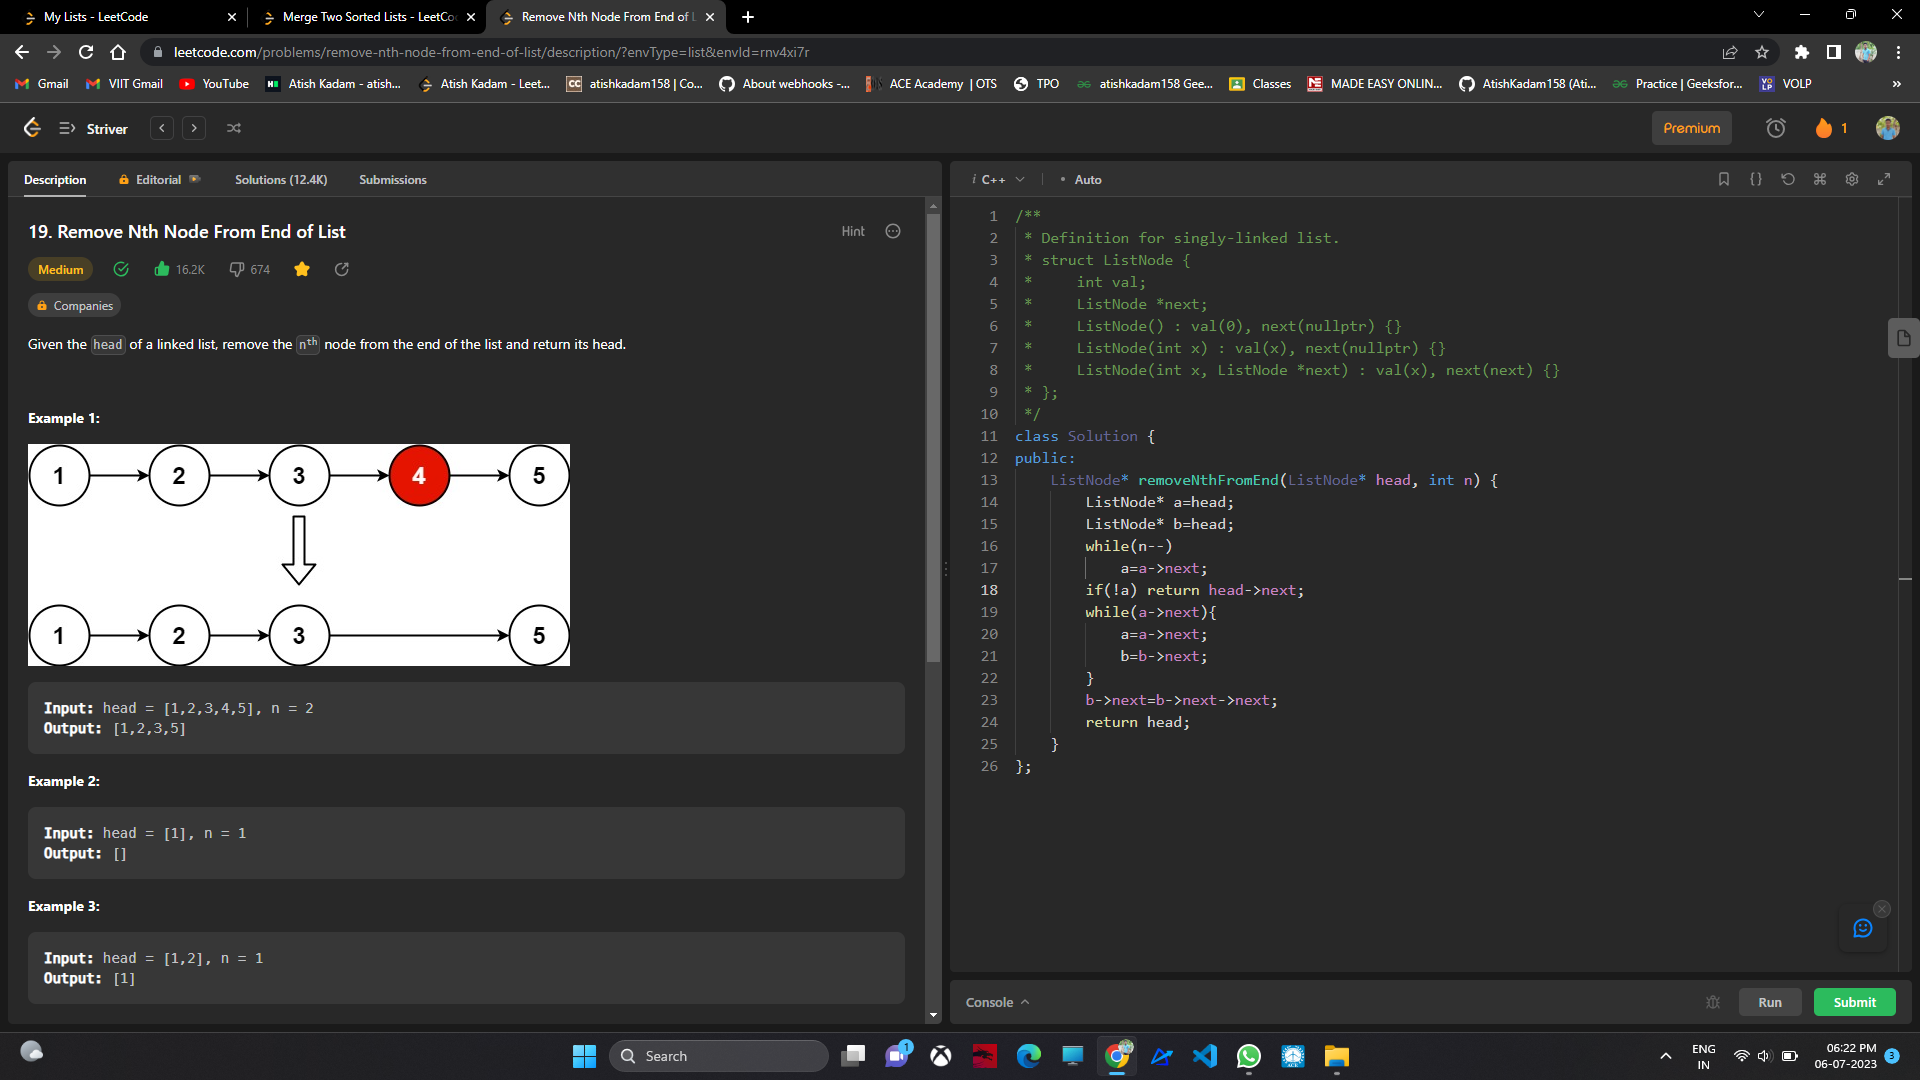 My Lists - LeetCode
Merge Two Sorted Lists - LeetCo
Remove Nth Node From End of L
leetcode.com/problems/remove-nth-node-from-end-of-list/description/?envType=list&envId=rnv4xi7r
Gmail
VIIT Gmail
YouTube
Atish Kadam - atish...
Atish Kadam - Leet...
CC
atishkadam158 | Co...
About webhooks -...
ACE Academy | OTS
TPO
atishkadam158 Gee...
Classes
MADE EASY ONLIN...
AtishKadam158 (Ati...
Practice | Geeksfor...
VOLP
»
Striver
Premium
1
Description
Editorial
Solutions (12.4K)
Submissions
19. Remove Nth Node From End of List
Hint
Medium
16.2K
674
Companies
Given the head of a linked list, remove the nth node from the end of the list and return its head.
Example 1:
1 2 3 4 5
1 2 3 5
Input: head = [1,2,3,4,5], n = 2
Output: [1,2,3,5]
Example 2:
Input: head = [1], n = 1
Output: []
Example 3:
Input: head = [1,2], n = 1
Output: [1]
i C++
• Auto
1 /**
2 * Definition for singly-linked list.
3 * struct ListNode {
4 *     int val;
5 *     ListNode *next;
6 *     ListNode() : val(0), next(nullptr) {}
7 *     ListNode(int x) : val(x), next(nullptr) {}
8 *     ListNode(int x, ListNode *next) : val(x), next(next) {}
9 * };
10 */
11 class Solution {
12 public:
13     ListNode* removeNthFromEnd(ListNode* head, int n) {
14         ListNode* a=head;
15         ListNode* b=head;
16         while(n--)
17             a=a->next;
18         if(!a) return head->next;
19         while(a->next){
20             a=a->next;
21             b=b->next;
22         }
23         b->next=b->next->next;
24         return head;
25     }
26 };
Console
Run
Submit
Search
1
ENG
IN
06:22 PM
06-07-2023
3